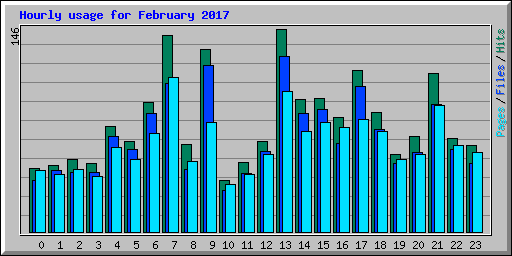 Hourly usage for February 2017
146
Pages/Files/Hits
0 1 2 3 4 5 6 7 8 9 10 11 12 13 14 15 16 17 18 19 20 21 22 23